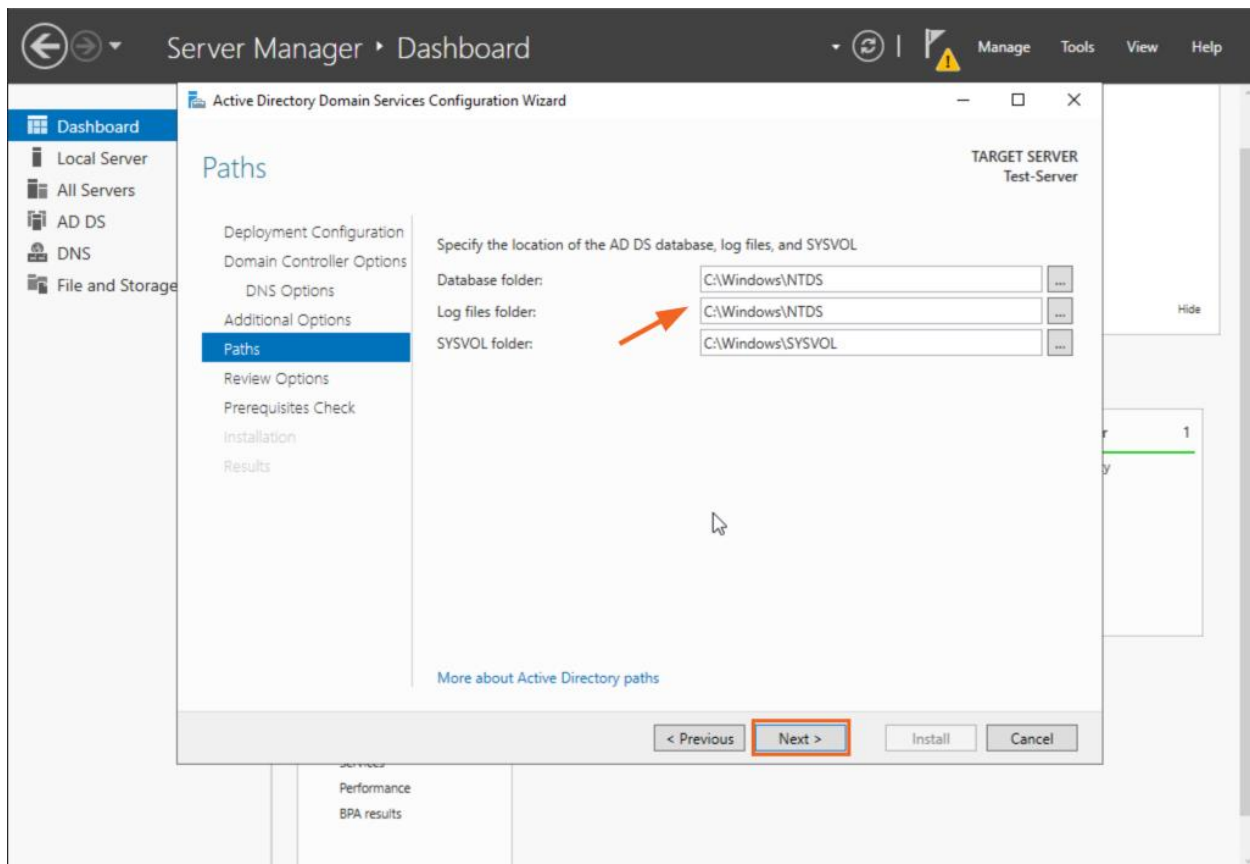 Server Manager ‣ Dashboard
Manage Tools View Help
Active Directory Domain Services Configuration Wizard
Dashboard
Local Server
All Servers
AD DS
DNS
File and Storage
Paths
TARGET SERVER
Test-Server
Deployment Configuration
Domain Controller Options
DNS Options
Additional Options
Paths
Review Options
Prerequisites Check
Installation
Results
Specify the location of the AD DS database, log files, and SYSVOL
Database folder: C:\Windows\NTDS ...
Log files folder: C:\Windows\NTDS ...
SYSVOL folder: C:\Windows\SYSVOL ...
More about Active Directory paths
Hide
r 1
y
< Previous Next > Install Cancel
Performance
BPA results